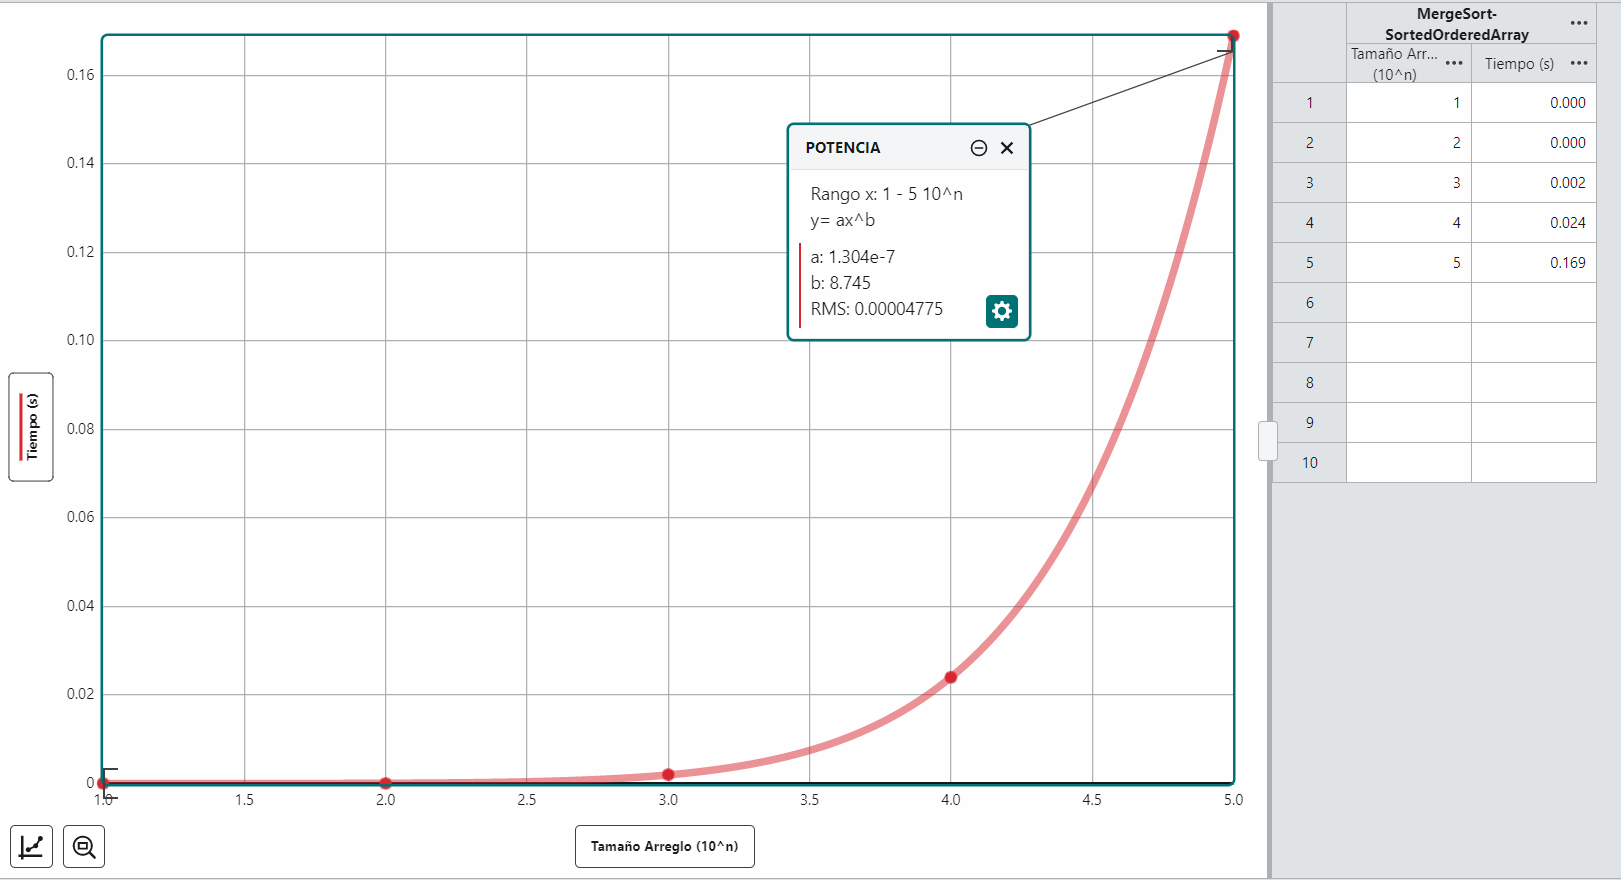 0.16
0.14
0.12
0.10
0.08
0.06
0.04
0.02
0
Tiempo (s)
1.0
1.5
2.0
2.5
3.0
3.5
4.0
4.5
5.0
Tamaño Arreglo (10^n)
POTENCIA
Rango x: 1 - 5 10^n
y= ax^b
a: 1.304e-7
b: 8.745
RMS: 0.00004775
MergeSort-
SortedOrderedArray
Tamaño Arr... Tiempo (s)
(10^n)
1 1 0.000
2 2 0.000
3 3 0.002
4 4 0.024
5 5 0.169
6
7
8
9
10